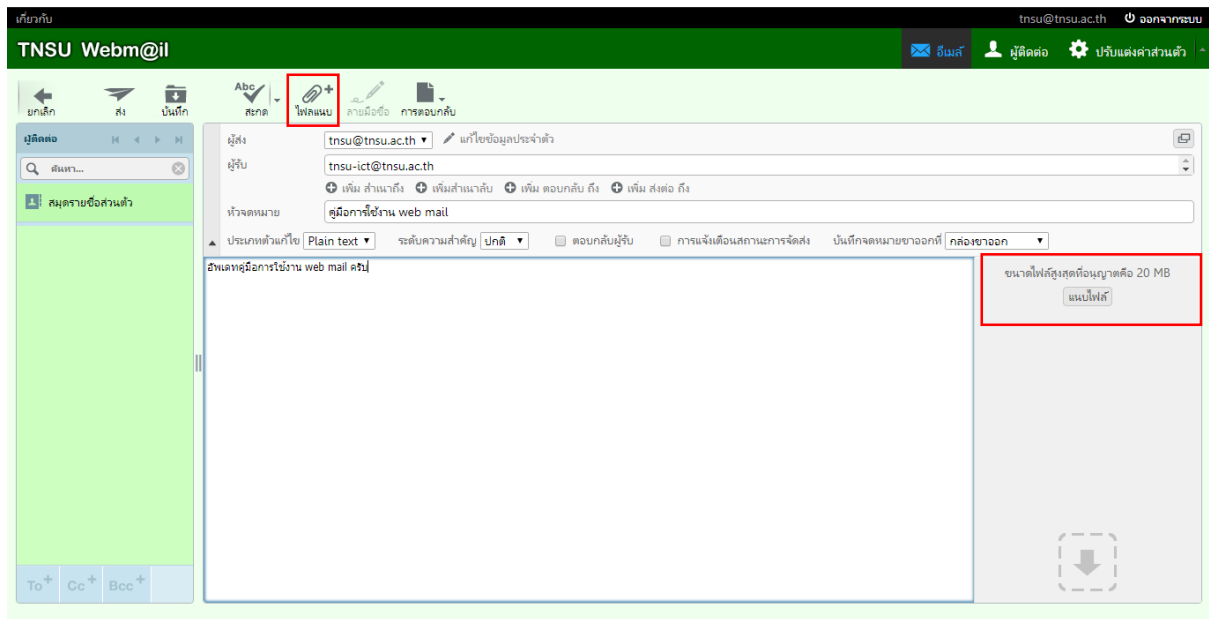 เกี่ยวกับ tnsu@tnsu.ac.th ออกจากระบบ
TNSU Webm@il อีเมล์ ผู้ติดต่อ ปรับแต่งค่าส่วนตัว
Abc
ยกเลิก ส่ง บันทึก สะกด ไฟลแนบ ลายมือชื่อ การตอบกลับ
ผู้ติดต่อ ผู้ส่ง tnsu@tnsu.ac.th แก้ไขข้อมูลประจำตัว
ค้นหา... ผู้รับ tnsu-ict@tnsu.ac.th
เพิ่ม สำเนาถึง เพิ่มสำเนาลับ เพิ่ม ตอบกลับ ถึง เพิ่ม ส่งต่อ ถึง
สมุดรายชื่อส่วนตัว หัวจดหมาย คู่มือการใช้งาน web mail
ประเภทตัวแก้ไข Plain text ระดับความสำคัญ ปกติ ตอบกลับผู้รับ การแจ้งเตือนสถานะการจัดส่ง บันทึกจดหมายขาออกที่ กล่องขาออก
อัพเดทคู่มือการใช้งาน web mail ครับ ขนาดไฟล์สูงสุดที่อนุญาตคือ 20 MB
แนบไฟล์
To+ Cc+ Bcc+